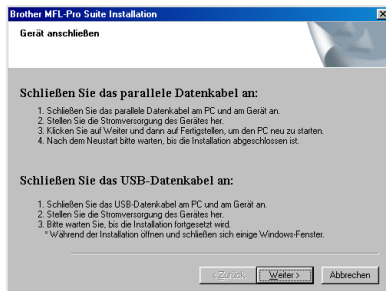 Brother MFL-Pro Suite Installation
Gerät anschließen
Schließen Sie das parallele Datenkabel an:
1. Schließen Sie das parallele Datenkabel am PC und am Gerät an.
2. Stellen Sie die Stromversorgung des Gerätes her.
3. Klicken Sie auf Weiter und dann auf Fertigstellen, um den PC neu zu starten.
4. Nach dem Neustart bitte warten, bis die Installation abgeschlossen ist.
Schließen Sie das USB-Datenkabel an:
1. Schließen Sie das USB-Datenkabel am PC und am Gerät an.
2. Stellen Sie die Stromversorgung des Gerätes her.
3. Bitte warten Sie, bis die Installation fortgesetzt wird.
* Während der Installation öffnen und schließen sich einige Windows-Fenster.
< Zurück Weiter > Abbrechen